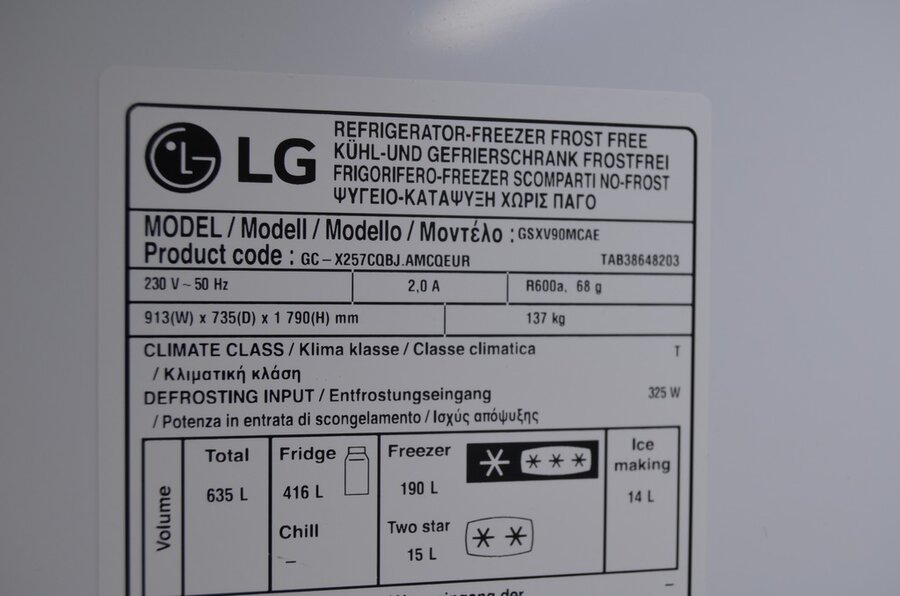 LG
REFRIGERATOR-FREEZER FROST FREE
KÜHL-UND GEFRIERSCHRANK FROSTFREI
FRIGORIFERO-FREEZER SCOMPARTI NO-FROST
ΨΥΓΕΙΟ-ΚΑΤΑΨΥΞΗ ΧΩΡΙΣ ΠΑΓΟ
MODEL / Modell / Modello / Μοντέλο : GSXV90MCAE
Product code : GC-X257CQBJ.AMCQEUR TAB38648203
230 V ~ 50 Hz 2,0 A R600a, 68 g
913(W) x 735(D) x 1 790(H) mm 137 kg
CLIMATE CLASS / Klima klasse / Classe climatica T
/ Κλιματική κλάση
DEFROSTING INPUT / Entfrostungseingang 325 W
/ Potenza in entrata di scongelamento / Ισχύς απόψυξης
Volume
Total
635 L
Fridge
416 L
Chill
–
Freezer
190 L
Two star
15 L
Ice
making
14 L
der –